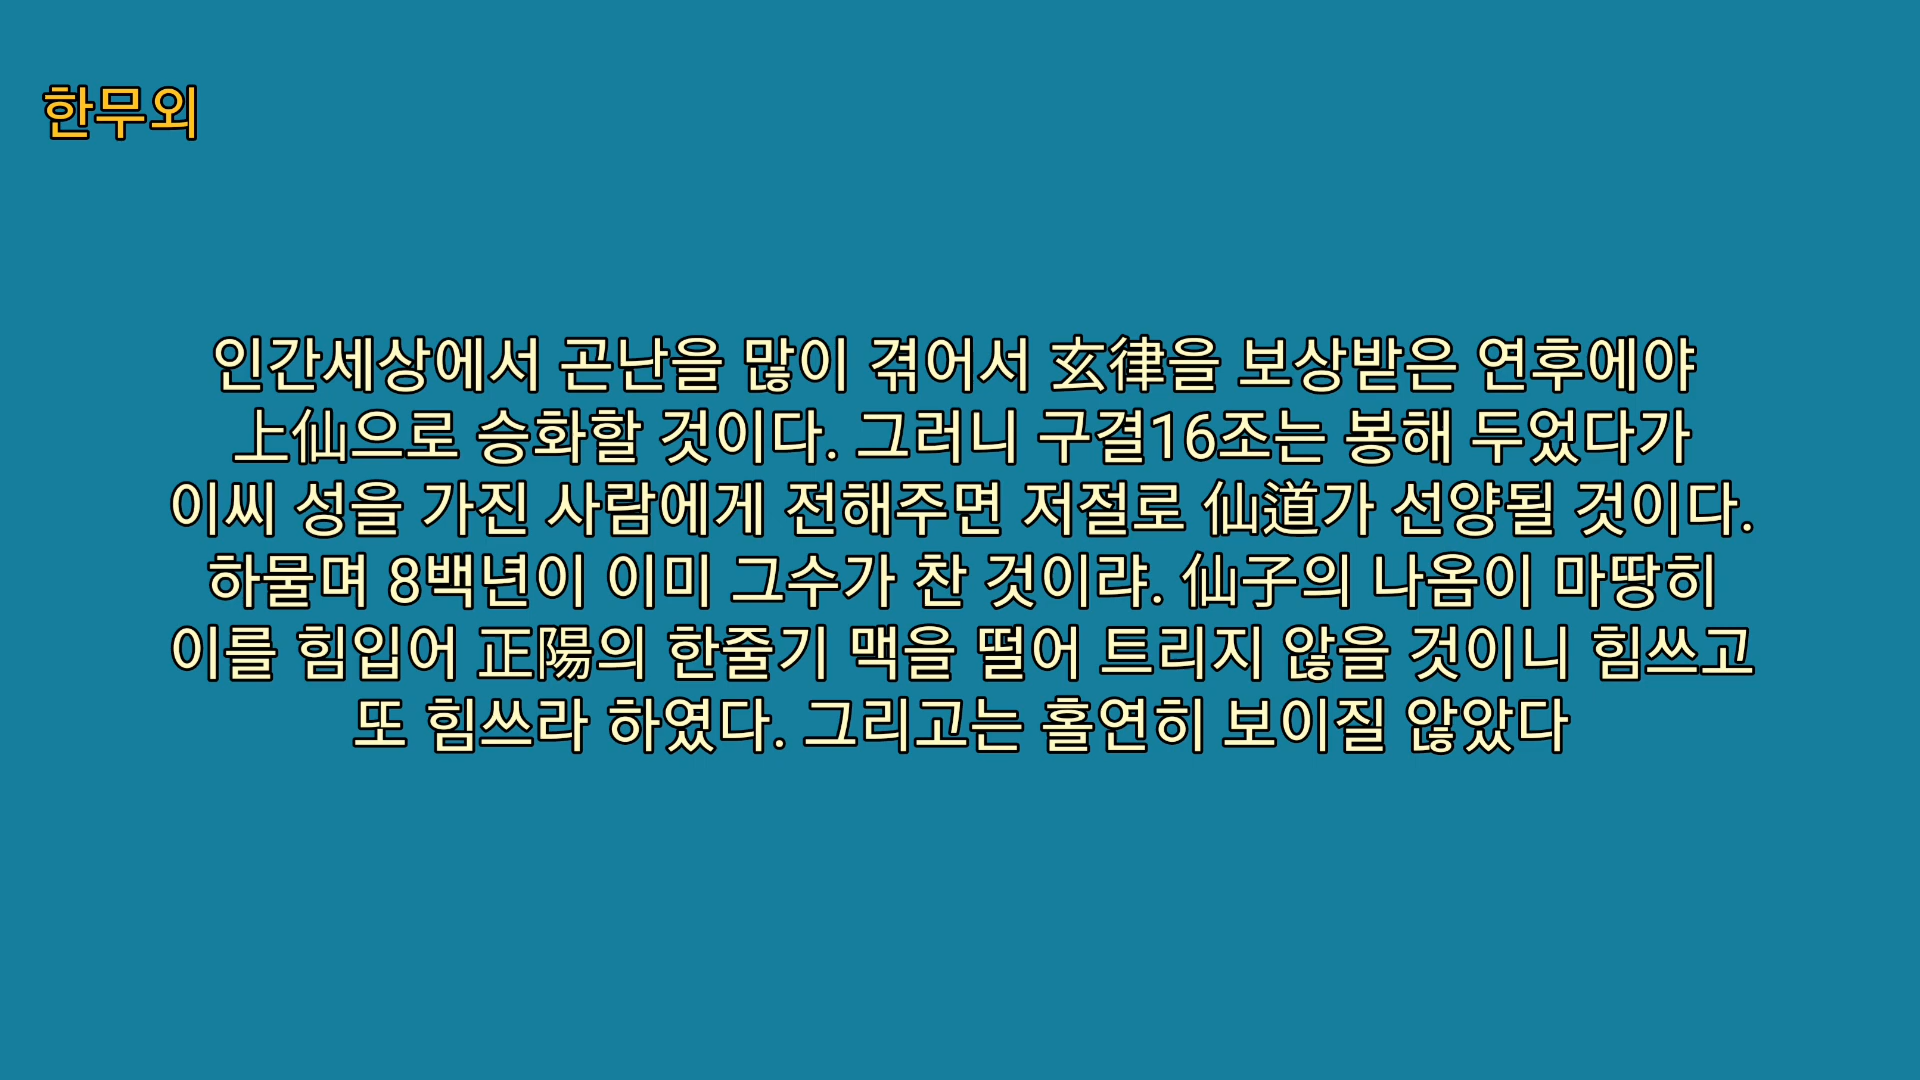 한무외
인간세상에서 곤난을 많이 겪어서 玄律을 보상받은 연후에야
上仙으로 승화할 것이다. 그러니 구결16조는 봉해 두었다가
이씨 성을 가진 사람에게 전해주면 저절로 仙道가 선양될 것이다.
하물며 8백년이 이미 그수가 찬 것이랴. 仙子의 나옴이 마땅히
이를 힘입어 正陽의 한줄기 맥을 떨어 트리지 않을 것이니 힘쓰고
또 힘쓰라 하였다. 그리고는 홀연히 보이질 않았다